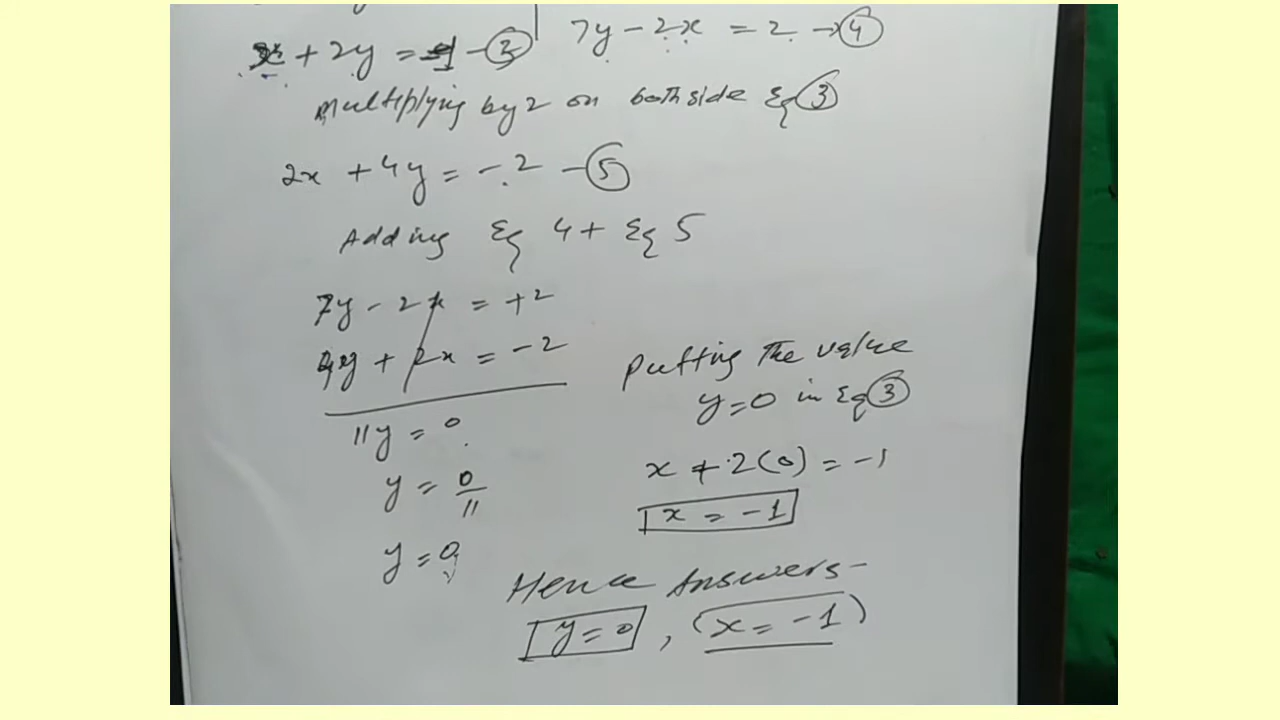 x + 2y = -1 - ③
7y - 2x = 2 → ④
Multiplying by 2 on both side Eq ③
2x + 4y = -2 - ⑤
Adding Eq 4 + Eq 5
7y - 2x = +2
4y + 2x = -2
11y = 0
y = 0/11
y = 0
Putting the value
y = 0 in Eq ③
x + 2(0) = -1
x = -1
Hence Answers -
y = 0 , (x = -1)